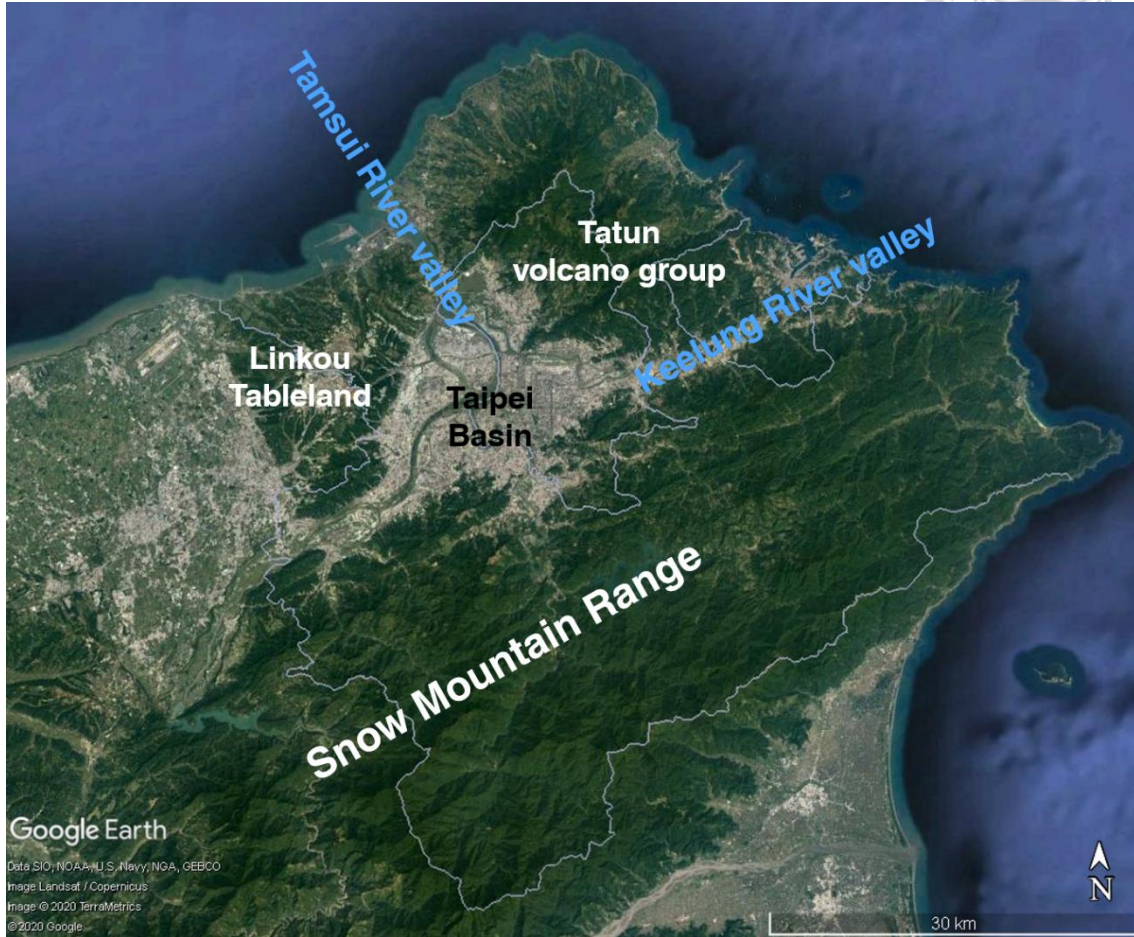 Tamsui River valley
Tatun
volcano group
Keelung River valley
Linkou
Tableland
Taipei
Basin
Snow Mountain Range
Google Earth
Data SIO, NOAA, U.S. Navy, NGA, GEBCO
Image Landsat / Copernicus
Image © 2020 TerraMetrics
© 2020 Google
N
30 km